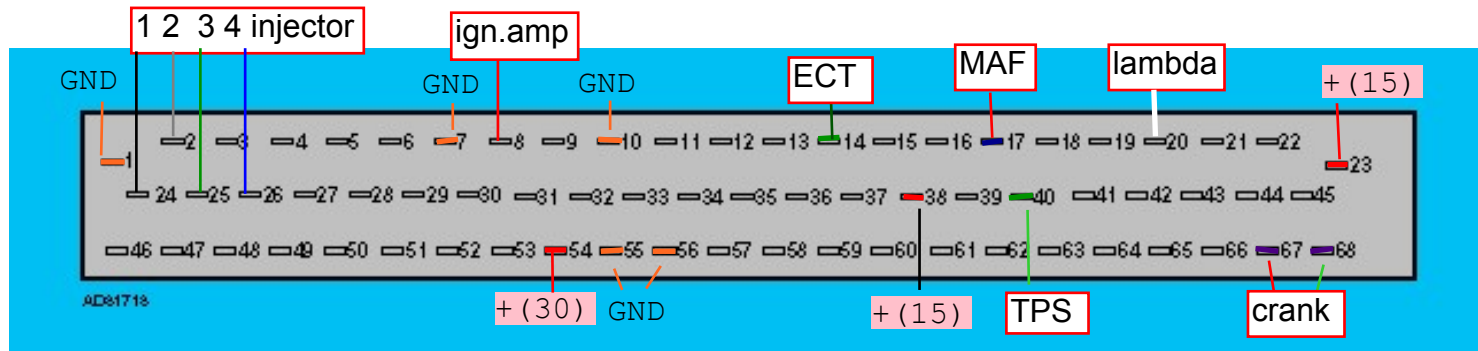 1 2 3 4 injector
ign.amp
ECT
MAF
lambda
+(15)
GND
GND
GND
2 3 4 5 6 7 8 9 10 11 12 13 14 15 16 17 18 19 20 21 22
1
23
24 25 26 27 28 29 30 31 32 33 34 35 36 37 38 39 40 41 42 43 44 45
46 47 48 49 50 51 52 53 54 55 56 57 58 59 60 61 62 63 64 65 66 67 68
AD81718
+(30)
GND
+(15)
TPS
crank